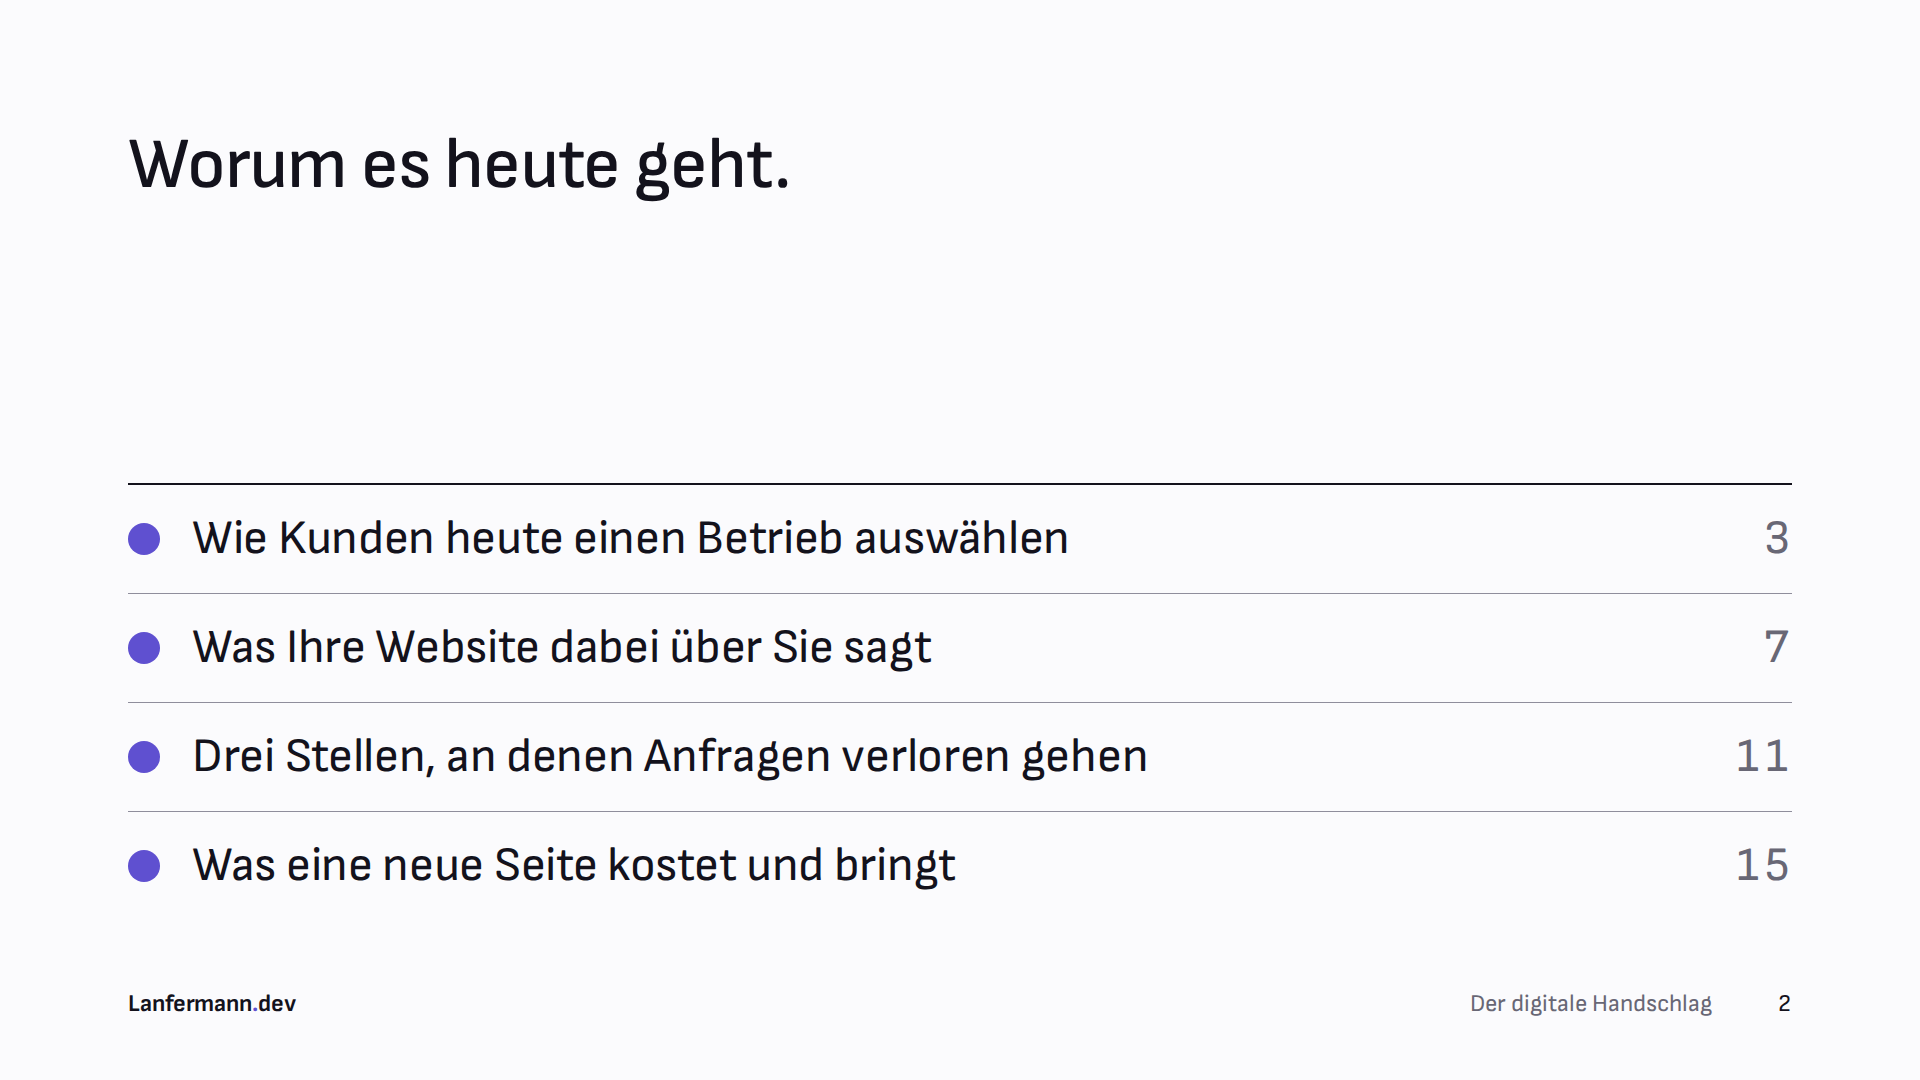 Worum es heute geht.
Wie Kunden heute einen Betrieb auswählen 3
Was Ihre Website dabei über Sie sagt 7
Drei Stellen, an denen Anfragen verloren gehen 11
Was eine neue Seite kostet und bringt 15
Lanfermann.dev Der digitale Handschlag 2